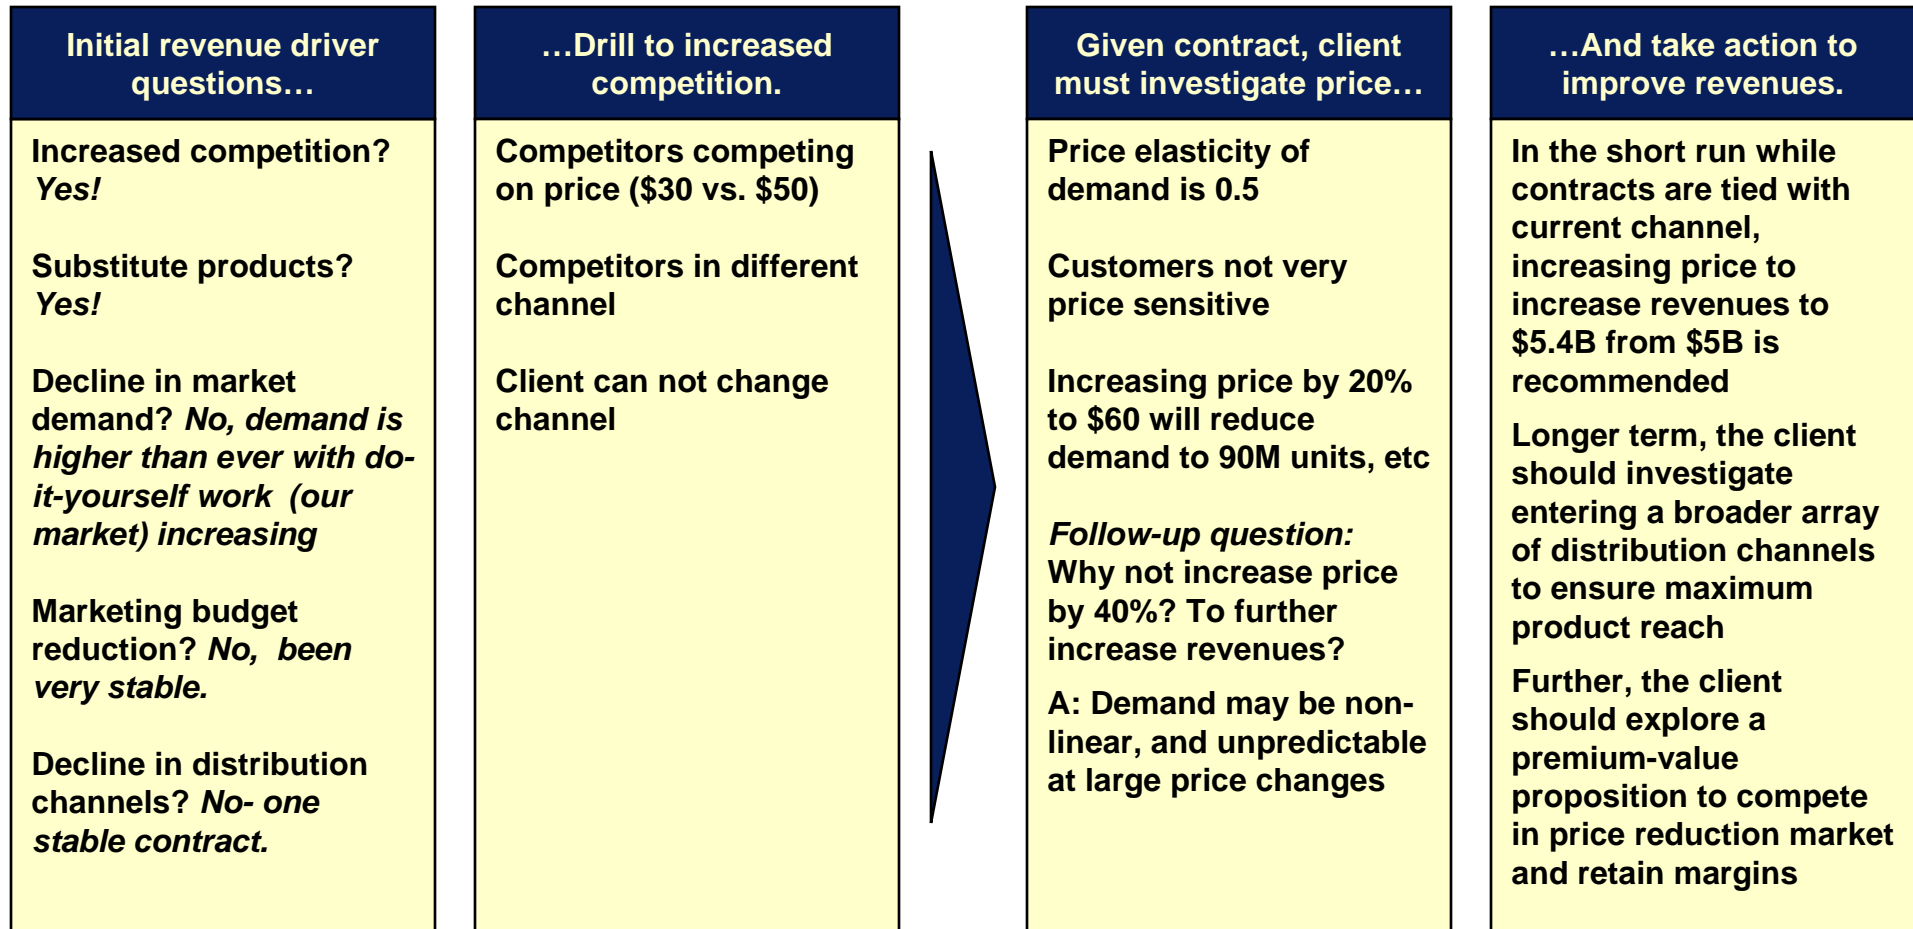 Initial revenue driver
questions…
Increased competition?
Yes!
Substitute products?
Yes!
Decline in market
demand? No, demand is
higher than ever with do-
it-yourself work (our
market) increasing
Marketing budget
reduction? No, been
very stable.
Decline in distribution
channels? No- one
stable contract.
…Drill to increased
competition.
Competitors competing
on price ($30 vs. $50)
Competitors in different
channel
Client can not change
channel
Given contract, client
must investigate price…
Price elasticity of
demand is 0.5
Customers not very
price sensitive
Increasing price by 20%
to $60 will reduce
demand to 90M units, etc
Follow-up question:
Why not increase price
by 40%? To further
increase revenues?
A: Demand may be non-
linear, and unpredictable
at large price changes
…And take action to
improve revenues.
In the short run while
contracts are tied with
current channel,
increasing price to
increase revenues to
$5.4B from $5B is
recommended
Longer term, the client
should investigate
entering a broader array
of distribution channels
to ensure maximum
product reach
Further, the client
should explore a
premium-value
proposition to compete
in price reduction market
and retain margins